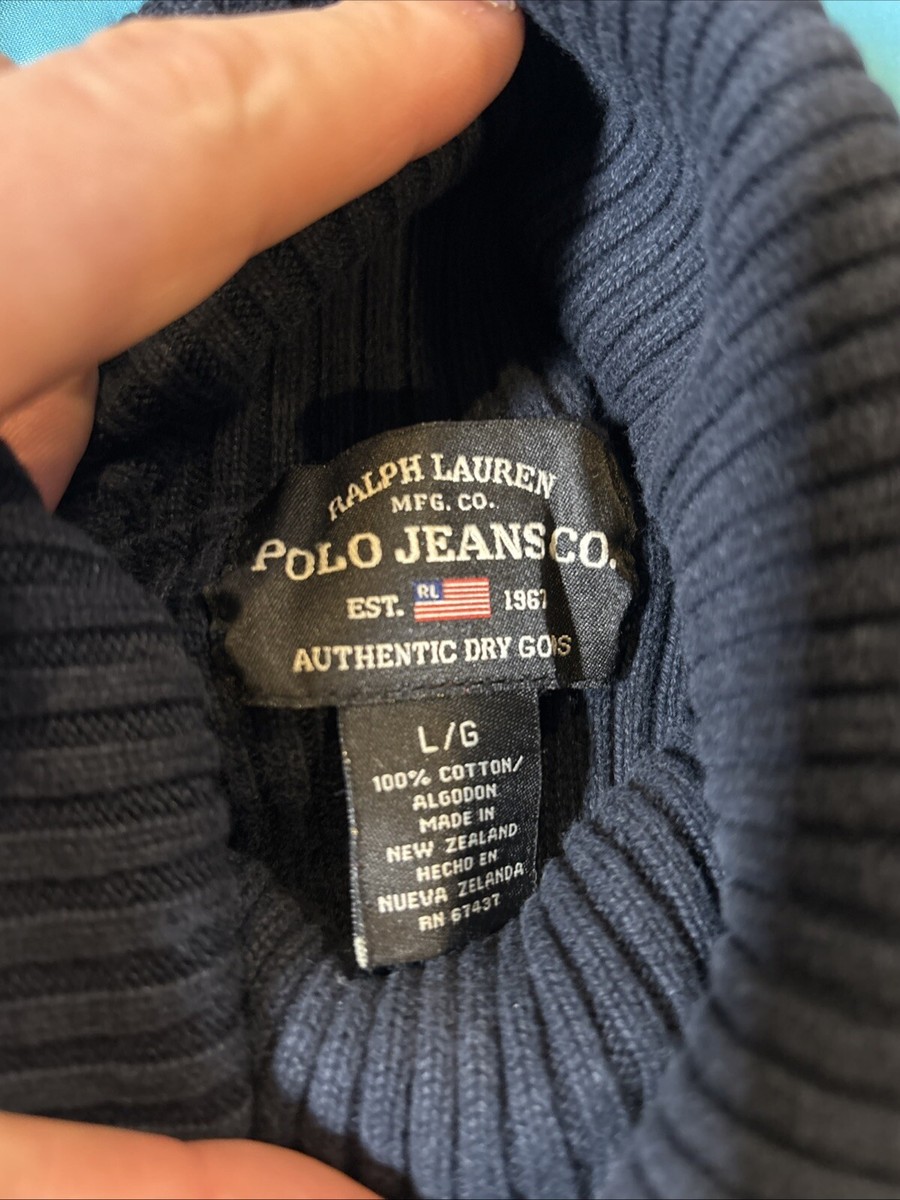 RALPH LAUREN
MFG. CO.
POLO JEANS CO.
EST. RL 1967
AUTHENTIC DRY GOODS
L/G
100% COTTON/
ALGODON
MADE IN
NEW ZEALAND
HECHO EN
NUEVA ZELANDA
RN 67437